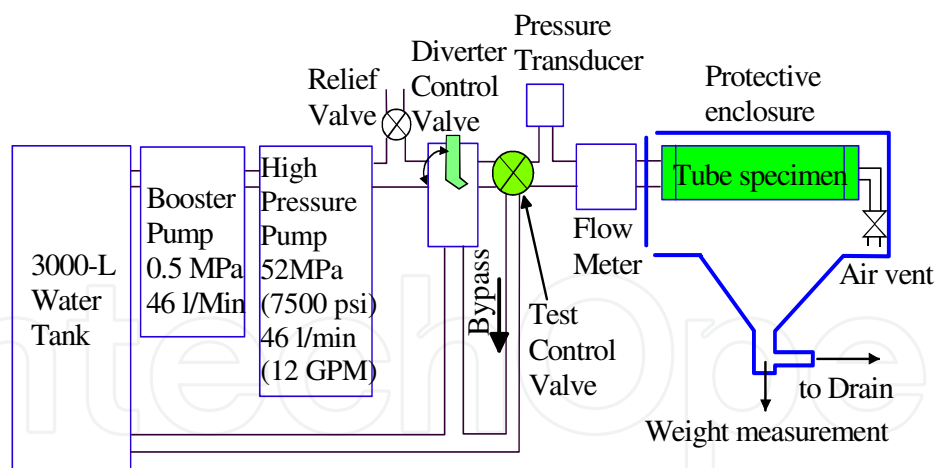 Pressure
Transducer
Diverter
Control
Valve
Relief
Valve
Protective
enclosure
3000-L
Water
Tank
Booster
Pump
0.5 MPa
46 l/Min
High
Pressure
Pump
52MPa
(7500 psi)
46 l/min
(12 GPM)
Bypass
Test
Control
Valve
Flow
Meter
Tube specimen
Air vent
to Drain
Weight measurement